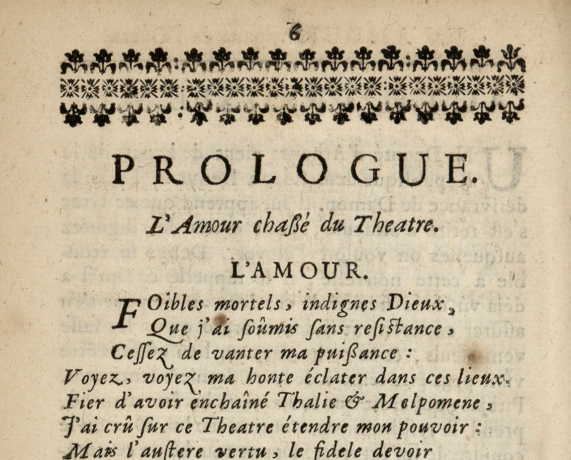 6
PROLOGUE.
L'Amour chaßé du Theatre.
L'AMOUR.
FOibles mortels, indignes Dieux,
Que j'ai ſoûmis ſans reſiſtance,
Ceſſez de vanter ma puißance :
Voyez, voyez ma honte éclater dans ces lieux.
Fier d'avoir enchaîné Thalie & Melpomene,
J'ai crû ſur ce Theatre étendre mon pouvoir :
Mais l'auſtere vertu, le fidele devoir